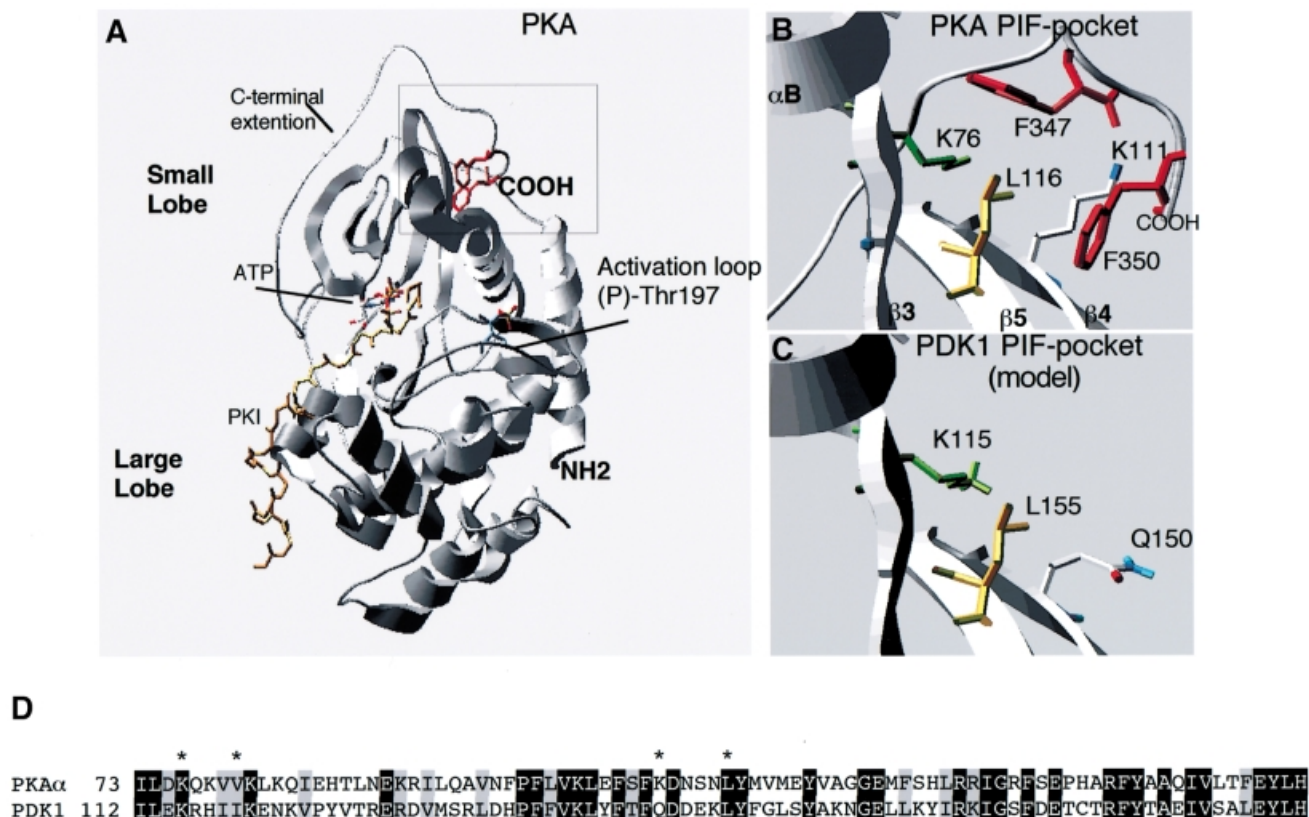 A
PKA
C-terminal
extention
Small
Lobe
COOH
ATP
Activation loop
(P)-Thr197
PKI
Large
Lobe
NH2
B
PKA PIF-pocket
αB
F347
K76
K111
L116
COOH
F350
β3
β5
β4
C
PDK1 PIF-pocket
(model)
K115
L155
Q150
D
* * * *
PKAα 73 ILDKQKVVKLKQIEHTLNEKRILQAVNFPFLVKLEFSFKDNSNLYMVMEYVAGGEMFSHLRRIGRFSEPHARFYAAQIVLTFEYLH
PDK1 112 ILEKRHIIKENKVPYVTRERDVMSRLDHPFFVKLYFTFQDDEKLYFGLSYAKNGELLKYIRKIGSFDETCTRFYTAEIVSALEYLH